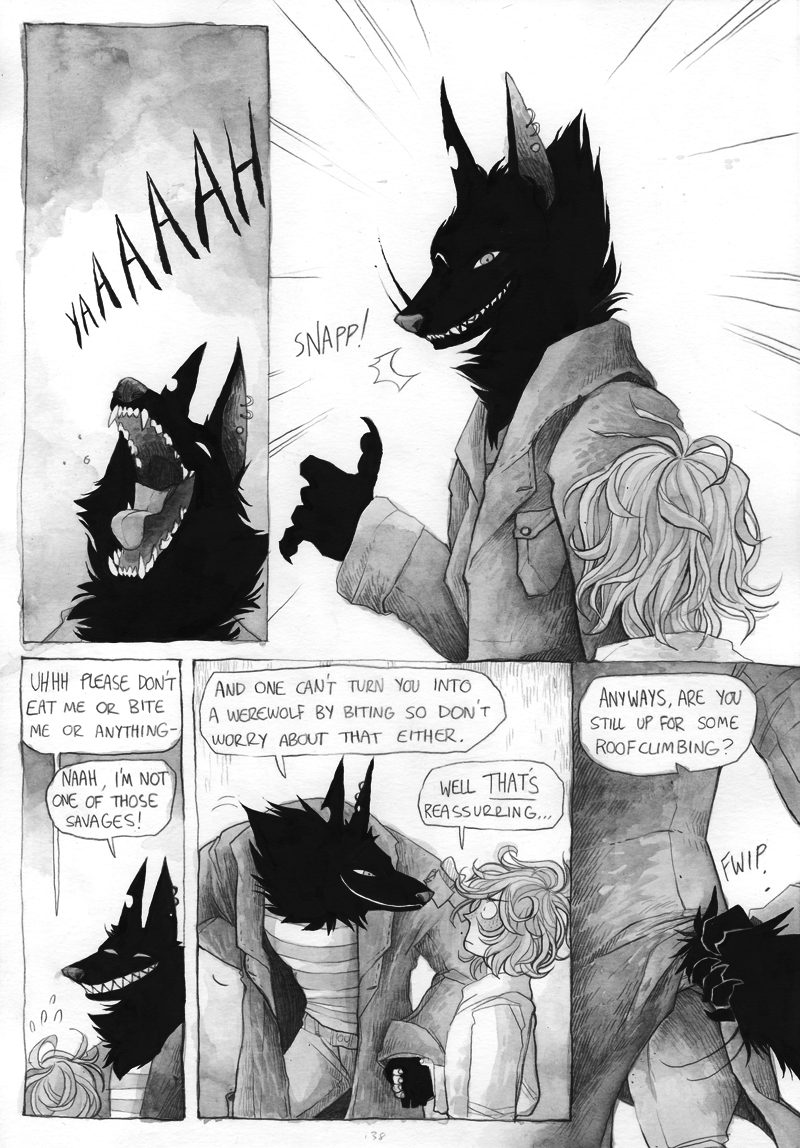 YAAAAAH
SNAPP!
UHHH PLEASE DON'T
EAT ME OR BITE
ME OR ANYTHING-
NAAH, I'M NOT
ONE OF THOSE
SAVAGES!
AND ONE CAN'T TURN YOU INTO
A WEREWOLF BY BITING SO DON'T
WORRY ABOUT THAT EITHER.
WELL THAT'S
REASSURRING...
ANYWAYS, ARE YOU
STILL UP FOR SOME
ROOFCLIMBING?
FWIP.
138